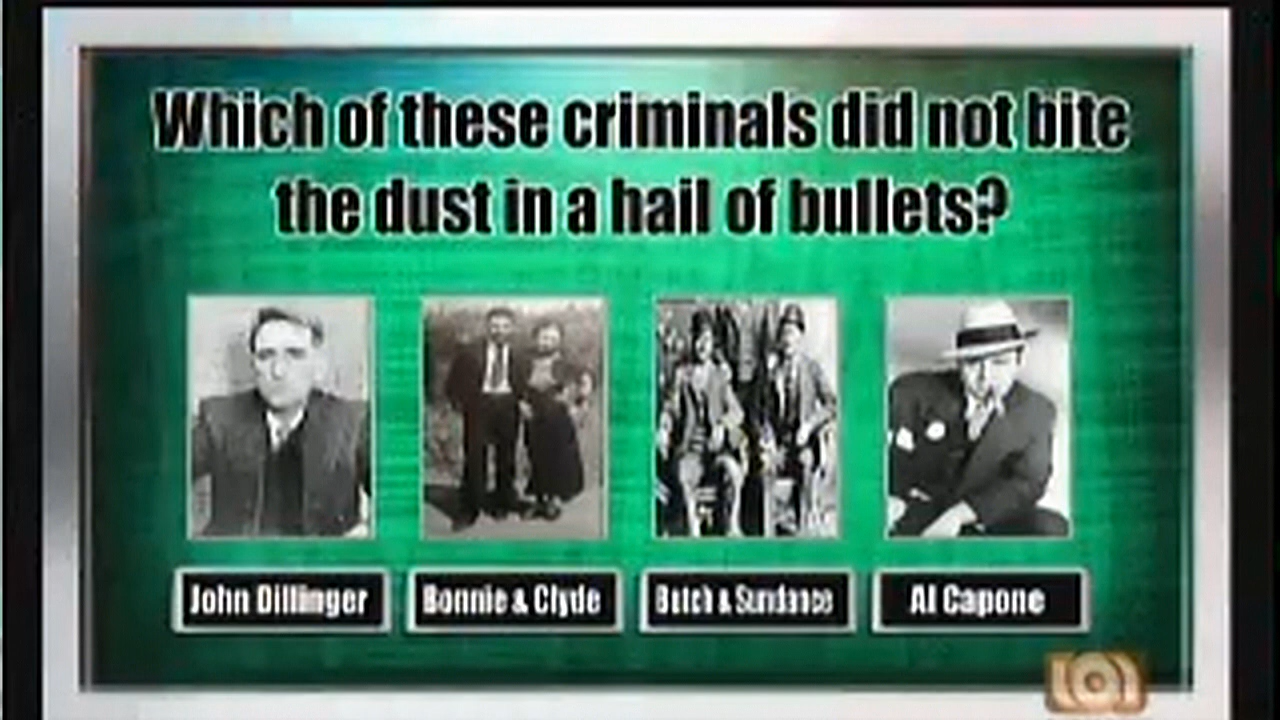 Which of these criminals did not bite
the dust in a hail of bullets?
John Dillinger
Bonnie & Clyde
Butch & Sundance
Al Capone
101